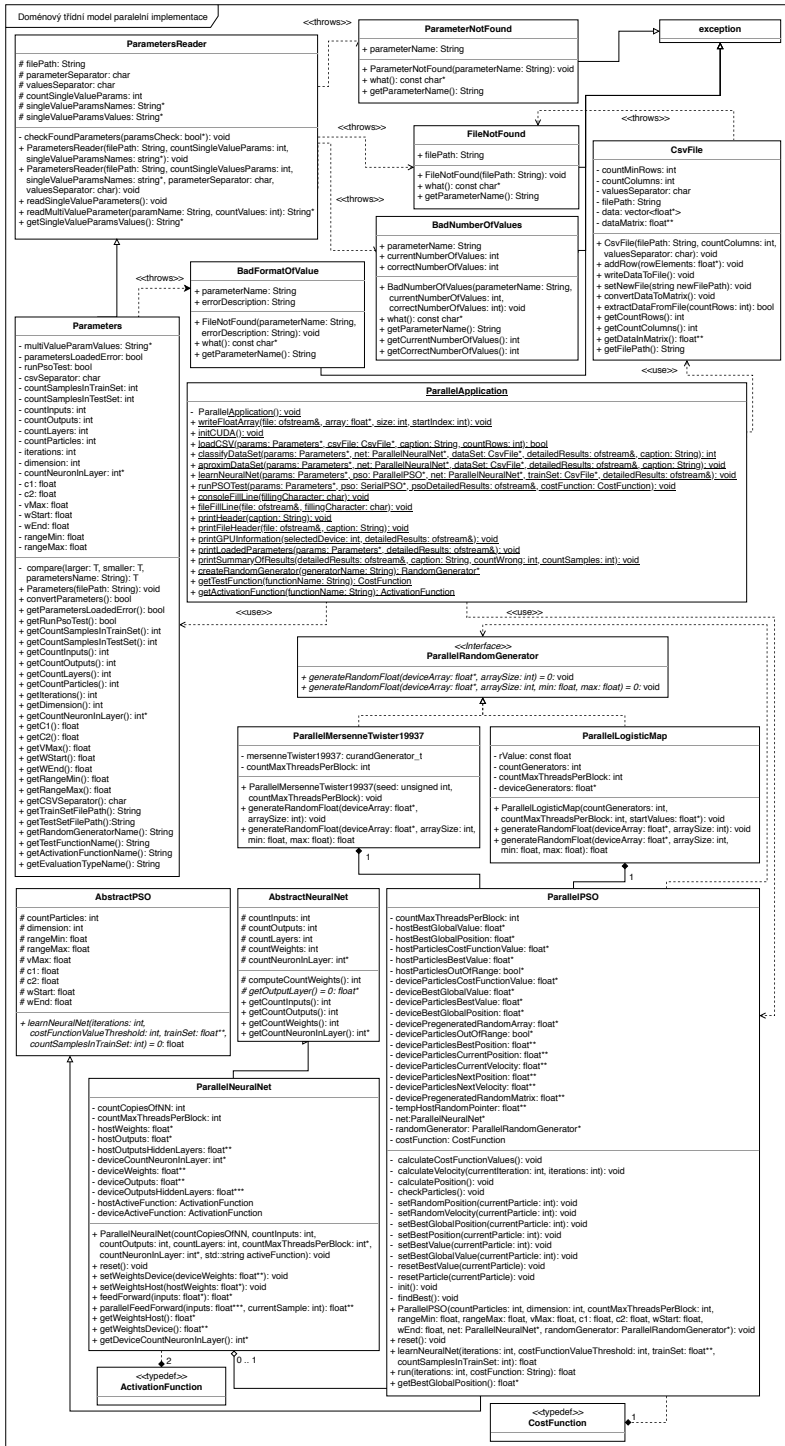 Doménový třídní model paralelní implementace
<<throws>>
ParametersReader
# filePath: String
# parameterSeparator: char
# valuesSeparator: char
# countSingleValueParams: int
# singleValueParamsNames: String*
# singleValueParamsValues: String*
- checkFoundParameters(paramsCheck: bool*): void
+ ParametersReader(filePath: String, countSingleValueParams: int,
singleValueParamsNames: string*): void
+ ParametersReader(filePath: String, countSingleValuesParams: int,
singleValueParamsNames: string*, parameterSeparator: char,
valuesSeparator: char): void
+ readSingleValueParameters(): void
+ readMultiValueParameter(paramName: String, countValues: int): String*
+ getSingleValueParamsValues(): String*
ParameterNotFound
+ parameterName: String
+ ParameterNotFound(parameterName: String): void
+ what(): const char*
+ getParameterName(): String
exception
<<throws>>
<<throws>>
<<throws>>
FileNotFound
+ filePath: String
+ FileNotFound(filePath: String): void
+ what(): const char*
+ getParameterName(): String
CsvFile
- countMinRows: int
- countColumns: int
- valuesSeparator: char
- filePath: String
- data: vector<float*>
- dataMatrix: float**
+ CsvFile(filePath: String, countColumns: int,
valuesSeparator: char): void
+ addRow(rowElements: float*): void
+ writeDataToFile(): void
+ setNewFile(string newFilePath): void
+ convertDataToMatrix(): void
+ extractDataFromFile(countRows: int): bool
+ getCountRows(): int
+ getCountColumns(): int
+ getDataInMatrix(): float**
+ getFilePath(): String
BadNumberOfValues
+ parameterName: String
+ currentNumberOfValues: int
+ correctNumberOfValues: int
+ BadNumberOfValues(parameterName: String,
currentNumberOfValues: int,
correctNumberOfValues: int): void
+ what(): const char*
+ getParameterName(): String
+ getCurrentNumberOfValues(): int
+ getCorrectNumberOfValues(): int
<<throws>>
BadFormatOfValue
+ parameterName: String
+ errorDescription: String
+ FileNotFound(parameterName: String,
errorDescription: String): void
+ what(): const char*
+ getParameterName(): String
Parameters
- multiValueParamValues: String*
- parametersLoadedError: bool
- runPsoTest: bool
- csvSeparator: char
- countSamplesInTrainSet: int
- countSamplesInTestSet: int
- countInputs: int
- countOutputs: int
- countLayers: int
- countParticles: int
- iterations: int
- dimension: int
- countNeuronInLayer: int*
- c1: float
- c2: float
- vMax: float
- wStart: float
- wEnd: float
- rangeMin: float
- rangeMax: float
- compare(larger: T, smaller: T,
parametersName: String): T
+ Parameters(filePath: String): void
+ convertParameters(): bool
+ getParametersLoadedError(): bool
+ getRunPsoTest(): bool
+ getCountSamplesInTrainSet(): int
+ getCountSamplesInTestSet(): int
+ getCountInputs(): int
+ getCountOutputs(): int
+ getCountLayers(): int
+ getCountParticles(): int
+ getIterations(): int
+ getDimension(): int
+ getCountNeuronInLayer(): int*
+ getC1(): float
+ getC2(): float
+ getVMax(): float
+ getWStart(): float
+ getWEnd(): float
+ getRangeMin(): float
+ getRangeMax(): float
+ getCSVSeparator(): char
+ getTrainSetFilePath(): String
+ getTestSetFilePath():String
+ getRandomGeneratorName(): String
+ getTestFunctionName(): String
+ getActivationFunctionName(): String
+ getEvaluationTypeName(): String
<<use>>
ParallelApplication
- ParallelApplication(): void
+ writeFloatArray(file: ofstream&, array: float*, size: int, startIndex: int): void
+ initCUDA(): void
+ loadCSV(params: Parameters*, csvFile: CsvFile*, caption: String, countRows: int): bool
+ classifyDataSet(params: Parameters*, net: ParallelNeuralNet*, dataSet: CsvFile*, detailedResults: ofstream&, caption: String): int
+ aproximDataSet(params: Parameters*, net: ParallelNeuralNet*, dataSet: CsvFile*, detailedResults: ofstream&, caption: String): void
+ learnNeuralNet(params: Parameters*, pso: ParallelPSO*, net: ParallelNeuralNet*, trainSet: CsvFile*, detailedResults: ofstream&): void
+ runPSOTest(params: Parameters*, pso: SerialPSO*, psoDetailedResults: ofstream&, costFunction: CostFunction): void
+ consoleFillLine(fillingCharacter: char): void
+ fileFillLine(file: ofstream&, fillingCharacter: char): void
+ printHeader(caption: String): void
+ printFileHeader(file: ofstream&, caption: String): void
+ printGPUInformation(selectedDevice: int, detailedResults: ofstream&): void
+ printLoadedParameters(params: Parameters*, detailedResults: ofstream&): void
+ printSummaryOfResults(detailedResults: ofstream&, caption: String, countWrong: int, countSamples: int): void
+ createRandomGenerator(generatorName: String): RandomGenerator*
+ getTestFunction(functionName: String): CostFunction
+ getActivationFunction(functionName: String): ActivationFunction
<<use>>
<<use>>
<<Interface>>
ParallelRandomGenerator
+ generateRandomFloat(deviceArray: float*, arraySize: int) = 0: void
+ generateRandomFloat(deviceArray: float*, arraySize: int, min: float, max: float) = 0: void
ParallelMersenneTwister19937
- mersenneTwister19937: curandGenerator_t
- countMaxThreadsPerBlock: int
+ ParallelMersenneTwister19937(seed: unsigned int,
countMaxThreadsPerBlock): void
+ generateRandomFloat(deviceArray: float*,
arraySize: int): void
+ generateRandomFloat(deviceArray: float*, arraySize: int,
min: float, max: float): void
1
ParallelLogisticMap
- rValue: const float
- countGenerators: int
- countMaxThreadsPerBlock: int
- deviceGenerators: float*
+ ParallelLogisticMap(countGenerators: int,
countMaxThreadsPerBlock: int, startValues: float*): void
+ generateRandomFloat(deviceArray: float*, arraySize: int): void
+ generateRandomFloat(deviceArray: float*, arraySize: int,
min: float, max: float): float
1
AbstractPSO
# countParticles: int
# dimension: int
# rangeMin: float
# rangeMax: float
# vMax: float
# c1: float
# c2: float
# wStart: float
# wEnd: float
+ learnNeuralNet(iterations: int,
costFunctionValueThreshold: int, trainSet: float**,
countSamplesInTrainSet: int) = 0: float
AbstractNeuralNet
# countInputs: int
# countOutputs: int
# countLayers: int
# countWeights: int
# countNeuronInLayer: int*
# computeCountWeights(): int
# getOutputLayer() = 0: float*
+ getCountInputs(): int
+ getCountOutputs(): int
+ getCountWeights(): int
+ getCountNeuronInLayer(): int*
ParallelPSO
- countMaxThreadsPerBlock: int
- hostBestGlobalValue: float*
- hostBestGlobalPosition: float*
- hostParticlesCostFunctionValue: float*
- hostParticlesBestValue: float*
- hostParticlesOutOfRange: bool*
- deviceParticlesCostFunctionValue: float*
- deviceBestGlobalValue: float*
- deviceParticlesBestValue: float*
- deviceBestGlobalPosition: float*
- devicePregeneratedRandomArray: float*
- deviceParticlesOutOfRange: bool*
- deviceParticlesBestPosition: float**
- deviceParticlesCurrentPosition: float**
- deviceParticlesCurrentVelocity: float**
- deviceParticlesNextPosition: float**
- deviceParticlesNextVelocity: float**
- devicePregeneratedRandomMatrix: float**
- tempHostRandomPointer: float**
- net:ParallelNeuralNet*
- randomGenerator: ParallelRandomGenerator*
- costFunction: CostFunction
- calculateCostFunctionValues(): void
- calculateVelocity(currentIteration: int, iterations: int): void
- calculatePosition(): void
- checkParticles(): void
- setRandomPosition(currentParticle: int): void
- setRandomVelocity(currentParticle: int): void
- setBestGlobalPosition(currentParticle: int): void
- setBestPosition(currentParticle: int): void
- setBestValue(currentParticle: int): void
- setBestGlobalValue(currentParticle: int): void
- resetBestValue(currentParticle): void
- resetParticle(currentParticle): void
- init(): void
- findBest(): void
+ ParallelPSO(countParticles: int, dimension: int, countMaxThreadsPerBlock: int,
rangeMin: float, rangeMax: float, vMax: float, c1: float, c2: float, wStart: float,
wEnd: float, net: ParallelNeuralNet*, randomGenerator: ParallelRandomGenerator*): void
+ reset(): void
+ learnNeuralNet(iterations: int, costFunctionValueThreshold: int, trainSet: float**,
countSamplesInTrainSet: int): float
+ run(iterations: int, costFunction: String): float
+ getBestGlobalPosition(): float*
ParallelNeuralNet
- countCopiesOfNN: int
- countMaxThreadsPerBlock: int
- hostWeights: float*
- hostOutputs: float*
- hostOutputsHiddenLayers: float**
- deviceCountNeuronInLayer: int*
- deviceWeights: float**
- deviceOutputs: float**
- deviceOutputsHiddenLayers: float***
- hostActiveFunction: ActivationFunction
- deviceActiveFunction: ActivationFunction
+ ParallelNeuralNet(countCopiesOfNN, countInputs: int,
countOutputs: int, countLayers: int, countMaxThreadsPerBlock: int*,
countNeuronInLayer: int*, std::string activeFunction): void
+ reset(): void
+ setWeightsDevice(deviceWeights: float**): void
+ setWeightsHost(hostWeights: float*): void
+ feedForward(inputs: float*): float*
+ parallelFeedForward(inputs: float***, currentSample: int): float**
+ getWeightsHost(): float*
+ getWeightsDevice(): float**
+ getDeviceCountNeuronInLayer(): int*
2
0 .. 1
<<typedef>>
ActivationFunction
<<typedef>>
CostFunction
1